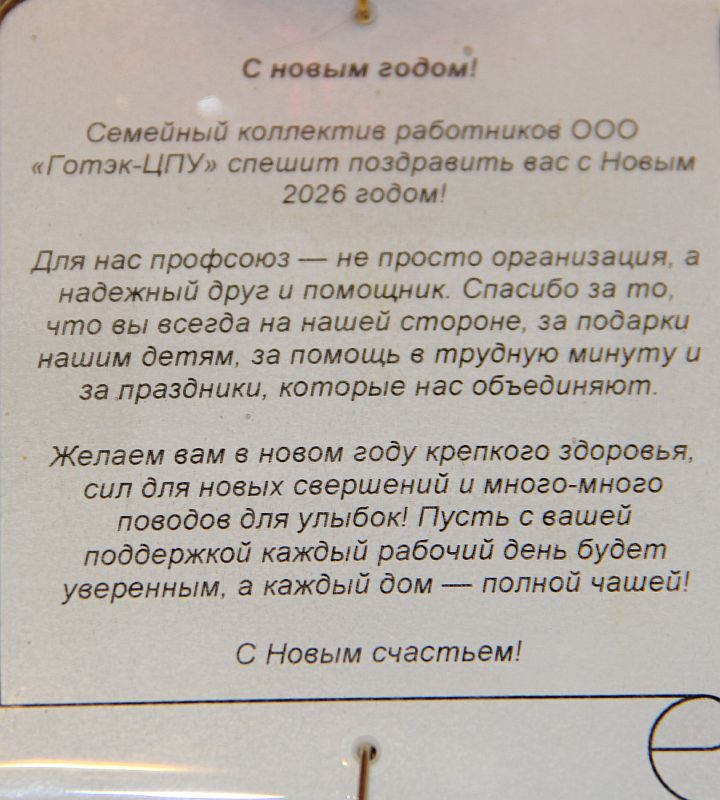 С новым годом!
Семейный коллектив работников ООО
«Готэк-ЦПУ» спешит поздравить вас с Новым
2026 годом!
Для нас профсоюз — не просто организация, а
надежный друг и помощник. Спасибо за то,
что вы всегда на нашей стороне, за подарки
нашим детям, за помощь в трудную минуту и
за праздники, которые нас объединяют.
Желаем вам в новом году крепкого здоровья,
сил для новых свершений и много-много
поводов для улыбок! Пусть с вашей
поддержкой каждый рабочий день будет
уверенным, а каждый дом — полной чашей!
С Новым счастьем!